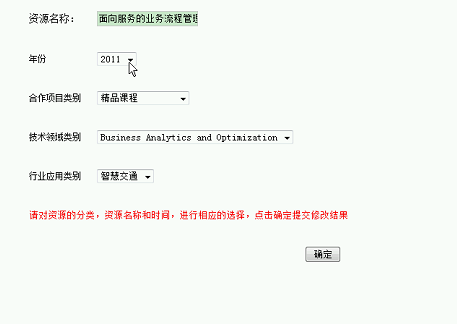 资源名称： 面向服务的业务流程管理
年份 2011
合作项目类别 精品课程
技术领域类别 Business Analytics and Optimization
行业应用类别 智慧交通
请对资源的分类，资源名称和时间，进行相应的选择，点击确定提交修改结果
确定